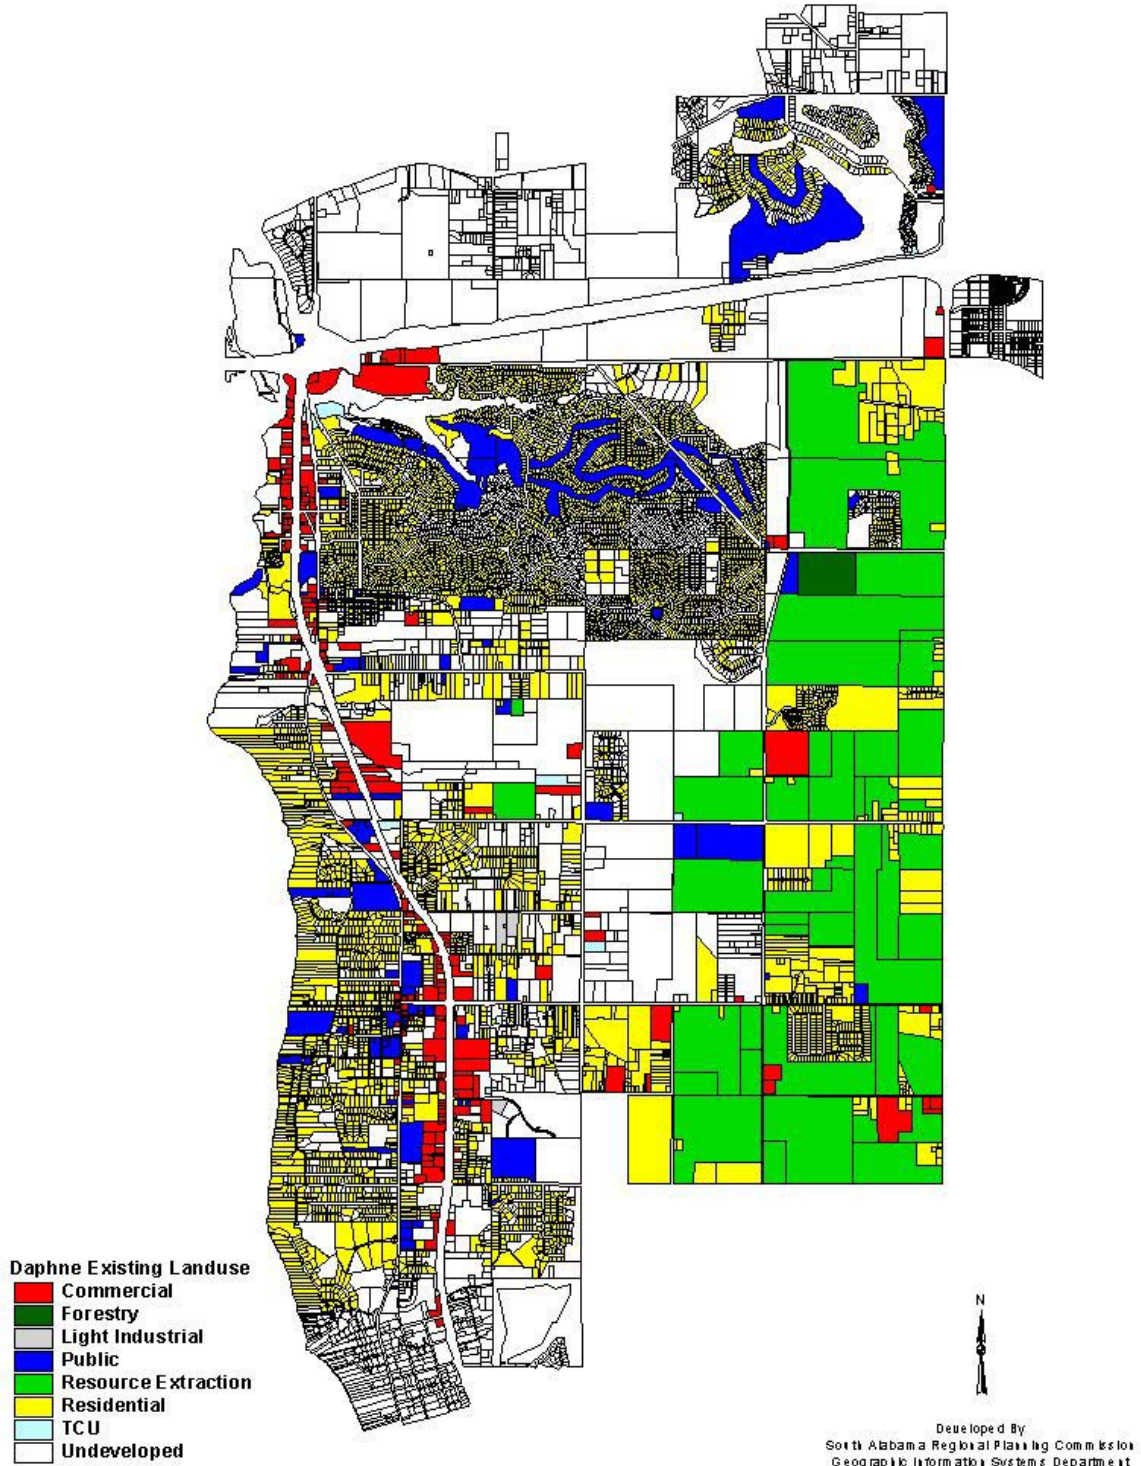 Daphne Existing Landuse
Commercial
Forestry
Light Industrial
Public
Resource Extraction
Residential
TCU
Undeveloped
N
Developed By
South Alabama Regional Planning Commission
Geographic Information Systems Department